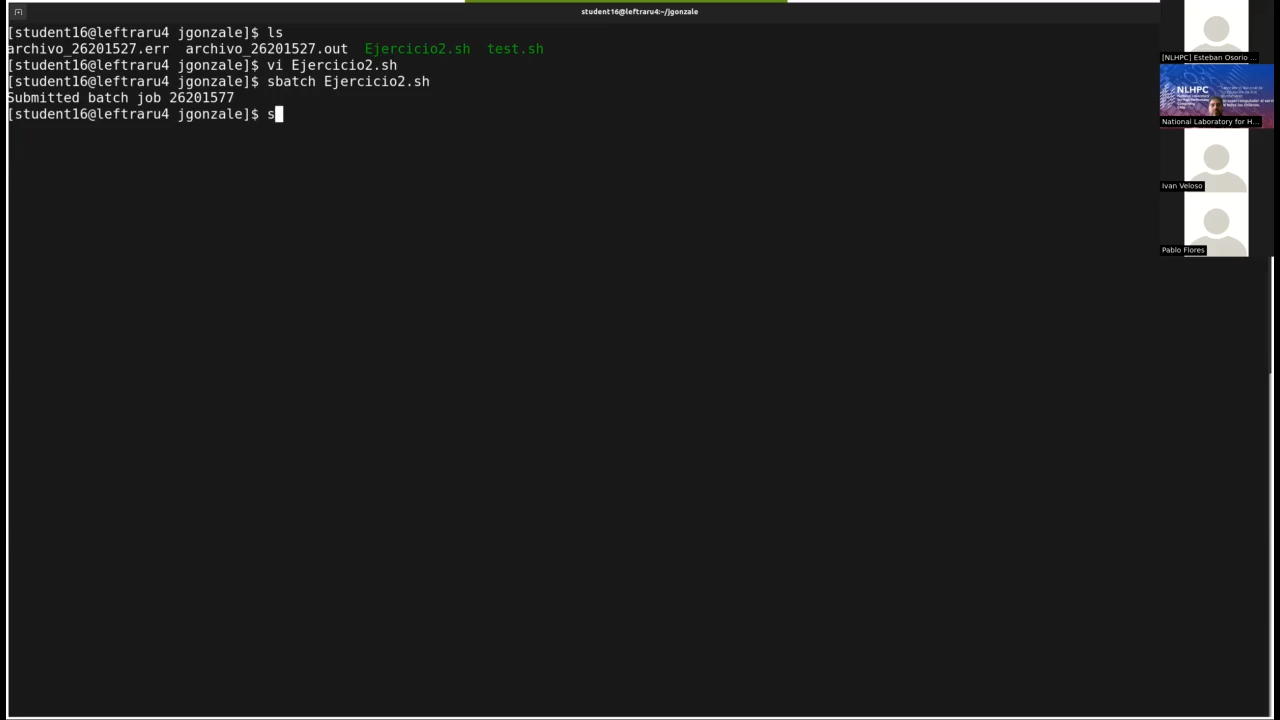 student16@leftraru4:~/jgonzale
[student16@leftraru4 jgonzale]$ ls
archivo_26201527.err archivo_26201527.out Ejercicio2.sh test.sh
[student16@leftraru4 jgonzale]$ vi Ejercicio2.sh
[student16@leftraru4 jgonzale]$ sbatch Ejercicio2.sh
Submitted batch job 26201577
[student16@leftraru4 jgonzale]$ s
[NLHPC] Esteban Osorio ...
NLHPC
National Laboratory for H...
Ivan Veloso
Pablo Flores